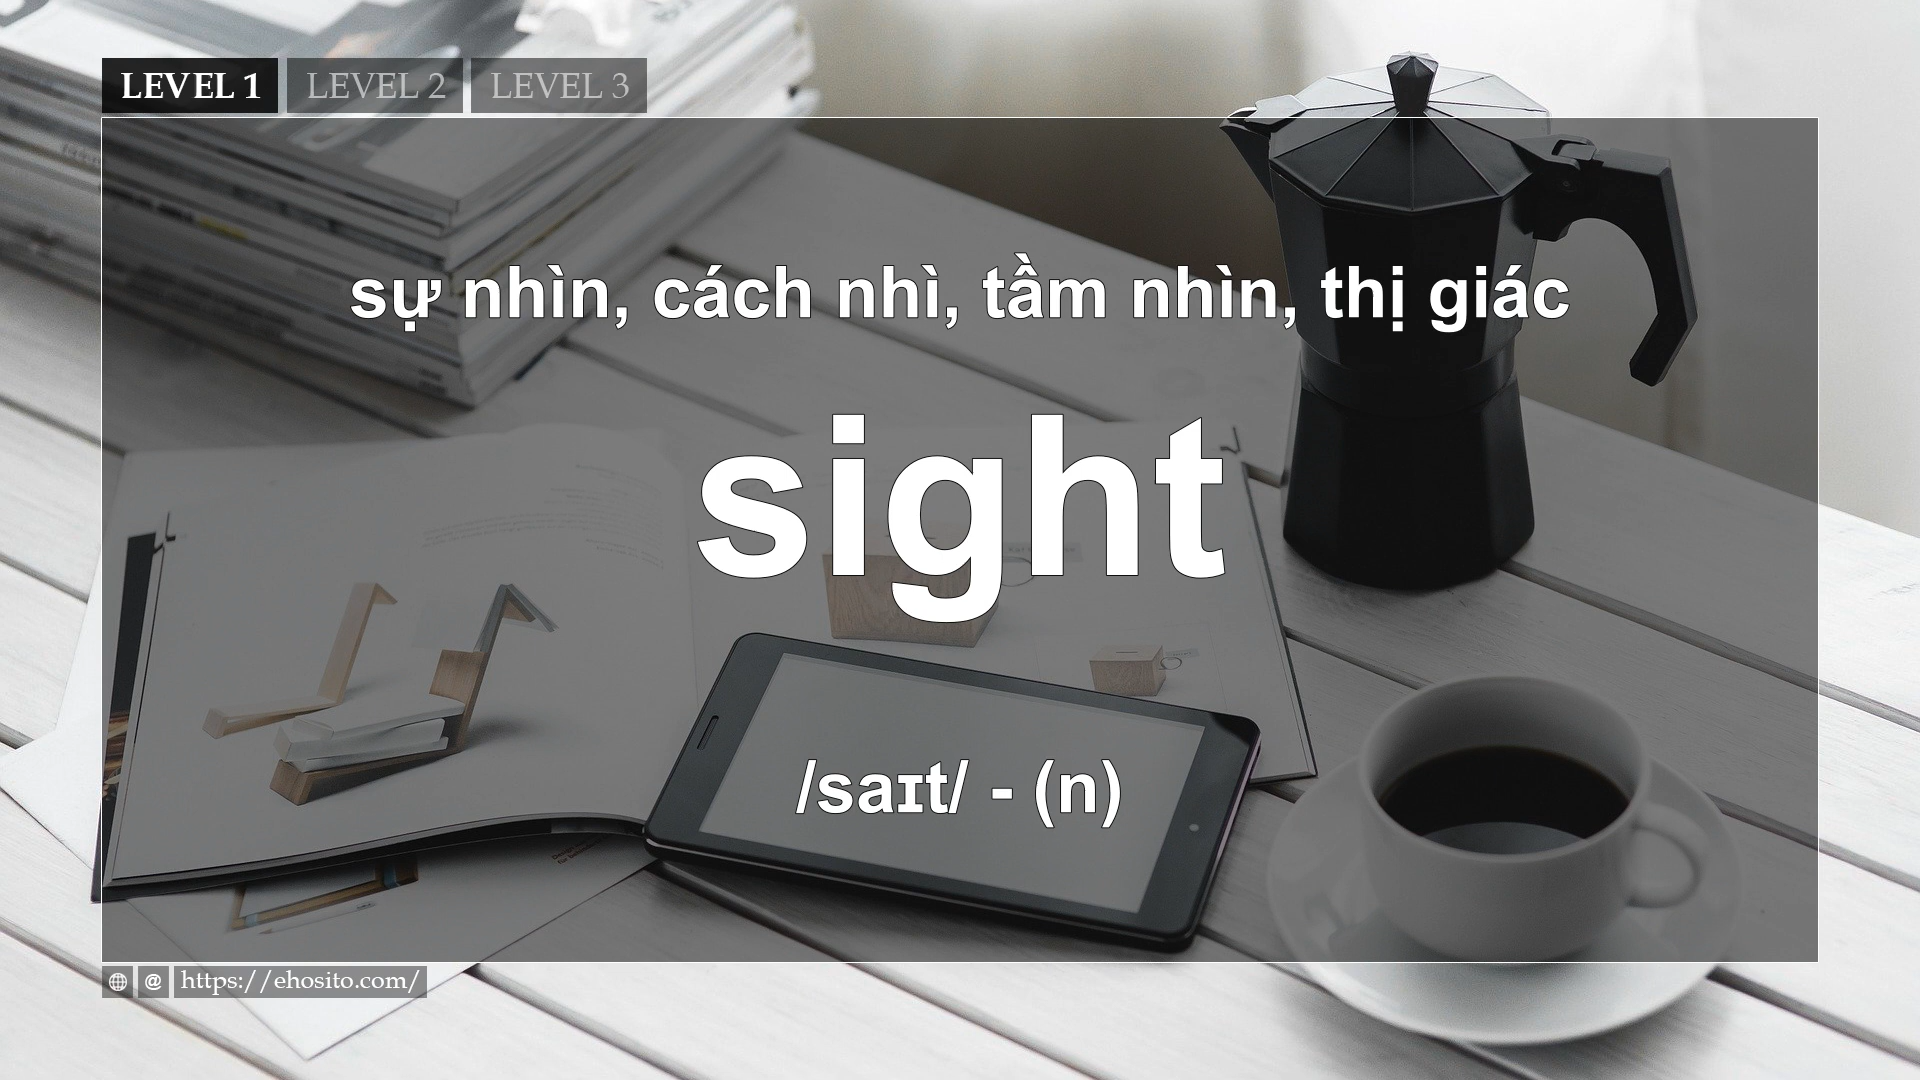 LEVEL 1 LEVEL 2 LEVEL 3
sự nhìn, cách nhì, tầm nhìn, thị giác
sight
/saɪt/ - (n)
@ https://ehosito.com/